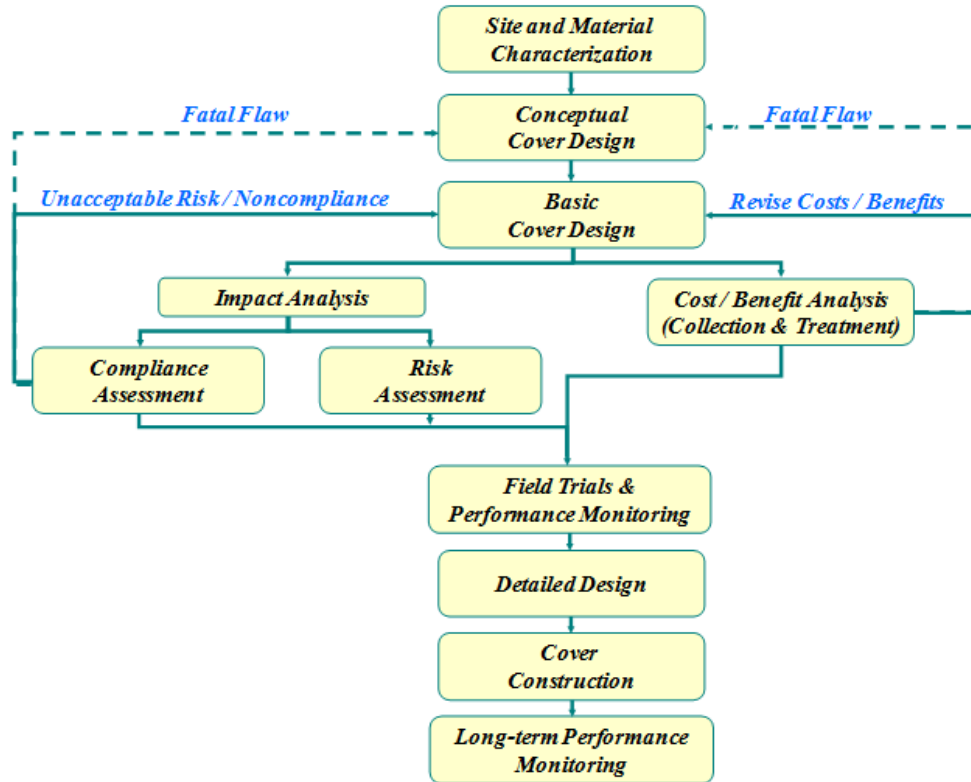 Site and Material
Characterization
Fatal Flaw
Conceptual
Cover Design
Fatal Flaw
Unacceptable Risk / Noncompliance
Basic
Cover Design
Revise Costs / Benefits
Impact Analysis
Cost / Benefit Analysis
(Collection & Treatment)
Compliance
Assessment
Risk
Assessment
Field Trials &
Performance Monitoring
Detailed Design
Cover
Construction
Long-term Performance
Monitoring